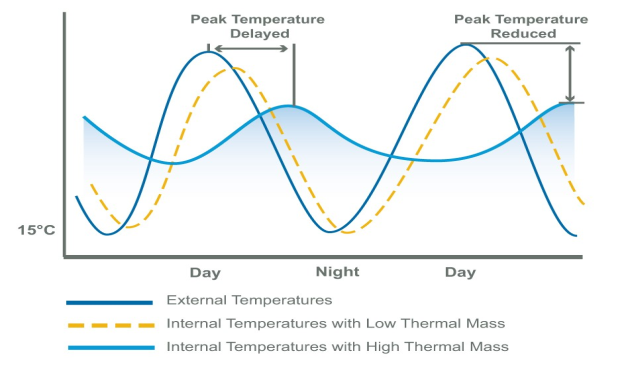 Peak Temperature
Delayed
Peak Temperature
Reduced
15°C
Day
Night
Day
External Temperatures
Internal Temperatures with Low Thermal Mass
Internal Temperatures with High Thermal Mass